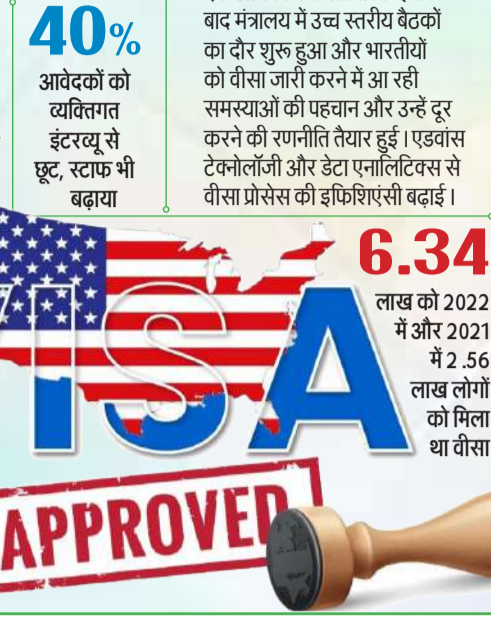 40%
आवेदकों को
व्यक्तिगत
इंटरव्यू से
छूट, स्टाफ भी
बढ़ाया
बाद मंत्रालय में उच्च स्तरीय बैठकों
का दौर शुरू हुआ और भारतीयों
को वीसा जारी करने में आ रही
समस्याओं की पहचान और उन्हें दूर
करने की रणनीति तैयार हुई। एडवांस
टेक्नोलॉजी और डेटा एनालिटिक्स से
वीसा प्रोसेस की इफिशिएंसी बढ़ाई।
6.34
लाख को 2022
में और 2021
में 2.56
लाख लोगों
को मिला
था वीसा
VISA
APPROVED